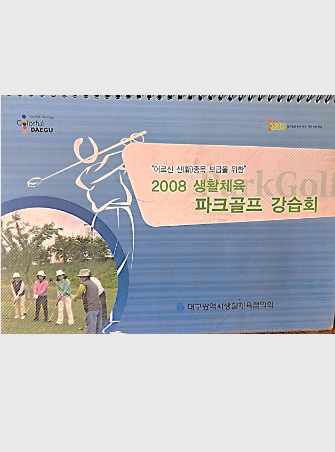 Colorful
DAEGU
"어르신 신(新)종목 보급을 위한"
2008 생활체육
파크골프 강습회
ParkGolf
대구광역시생활체육협의회